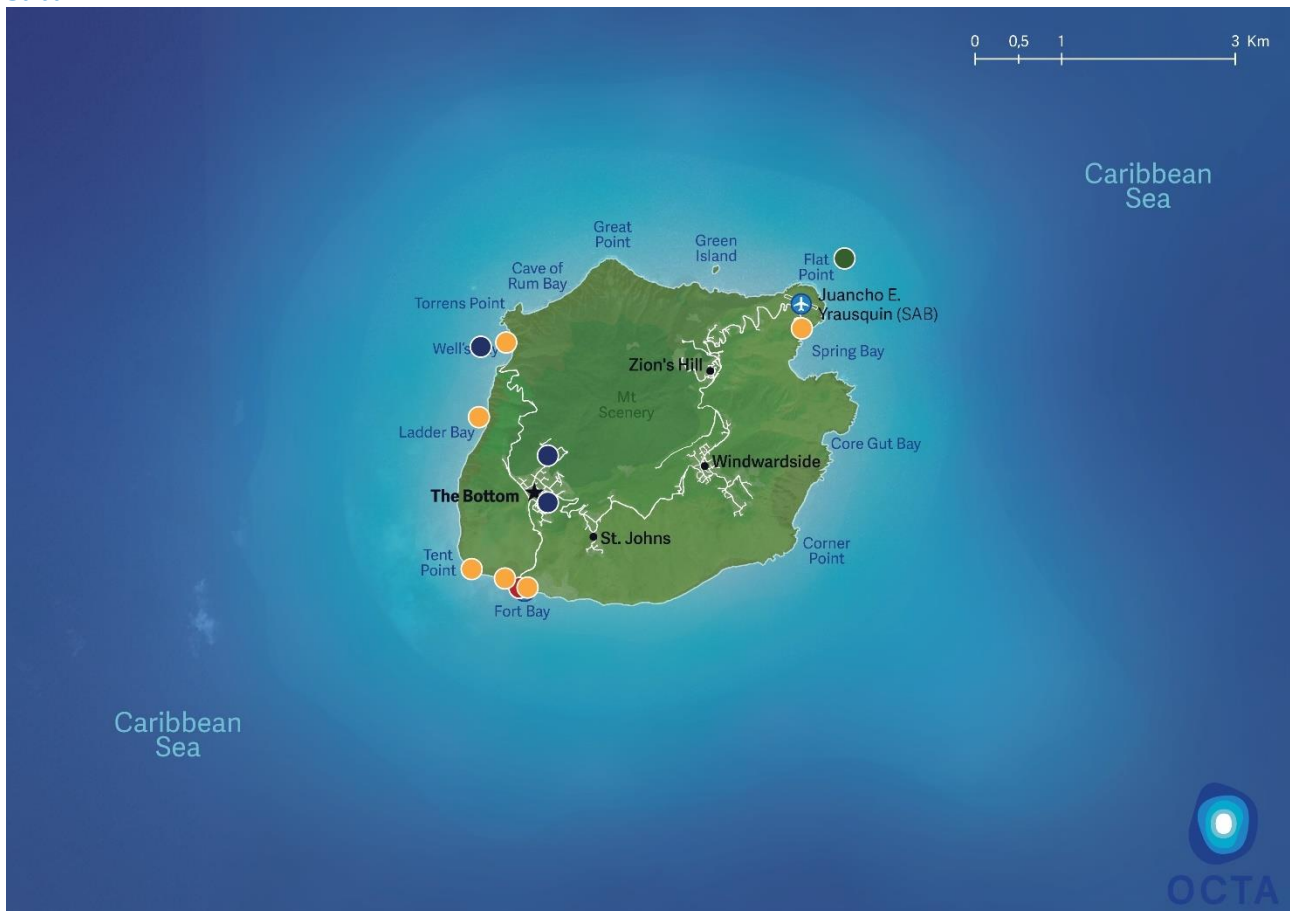 0 0,5 1 3 Km
Caribbean
Sea
Great
Point
Green
Island
Flat
Point
Cave of
Rum Bay
Juancho E.
Yrausquin (SAB)
Torrens Point
Spring Bay
Zion's Hill
Mt
Scenery
Ladder Bay
Core Gut Bay
Windwardside
The Bottom
St. Johns
Corner
Point
Tent
Point
Fort Bay
Caribbean
Sea
OCTA